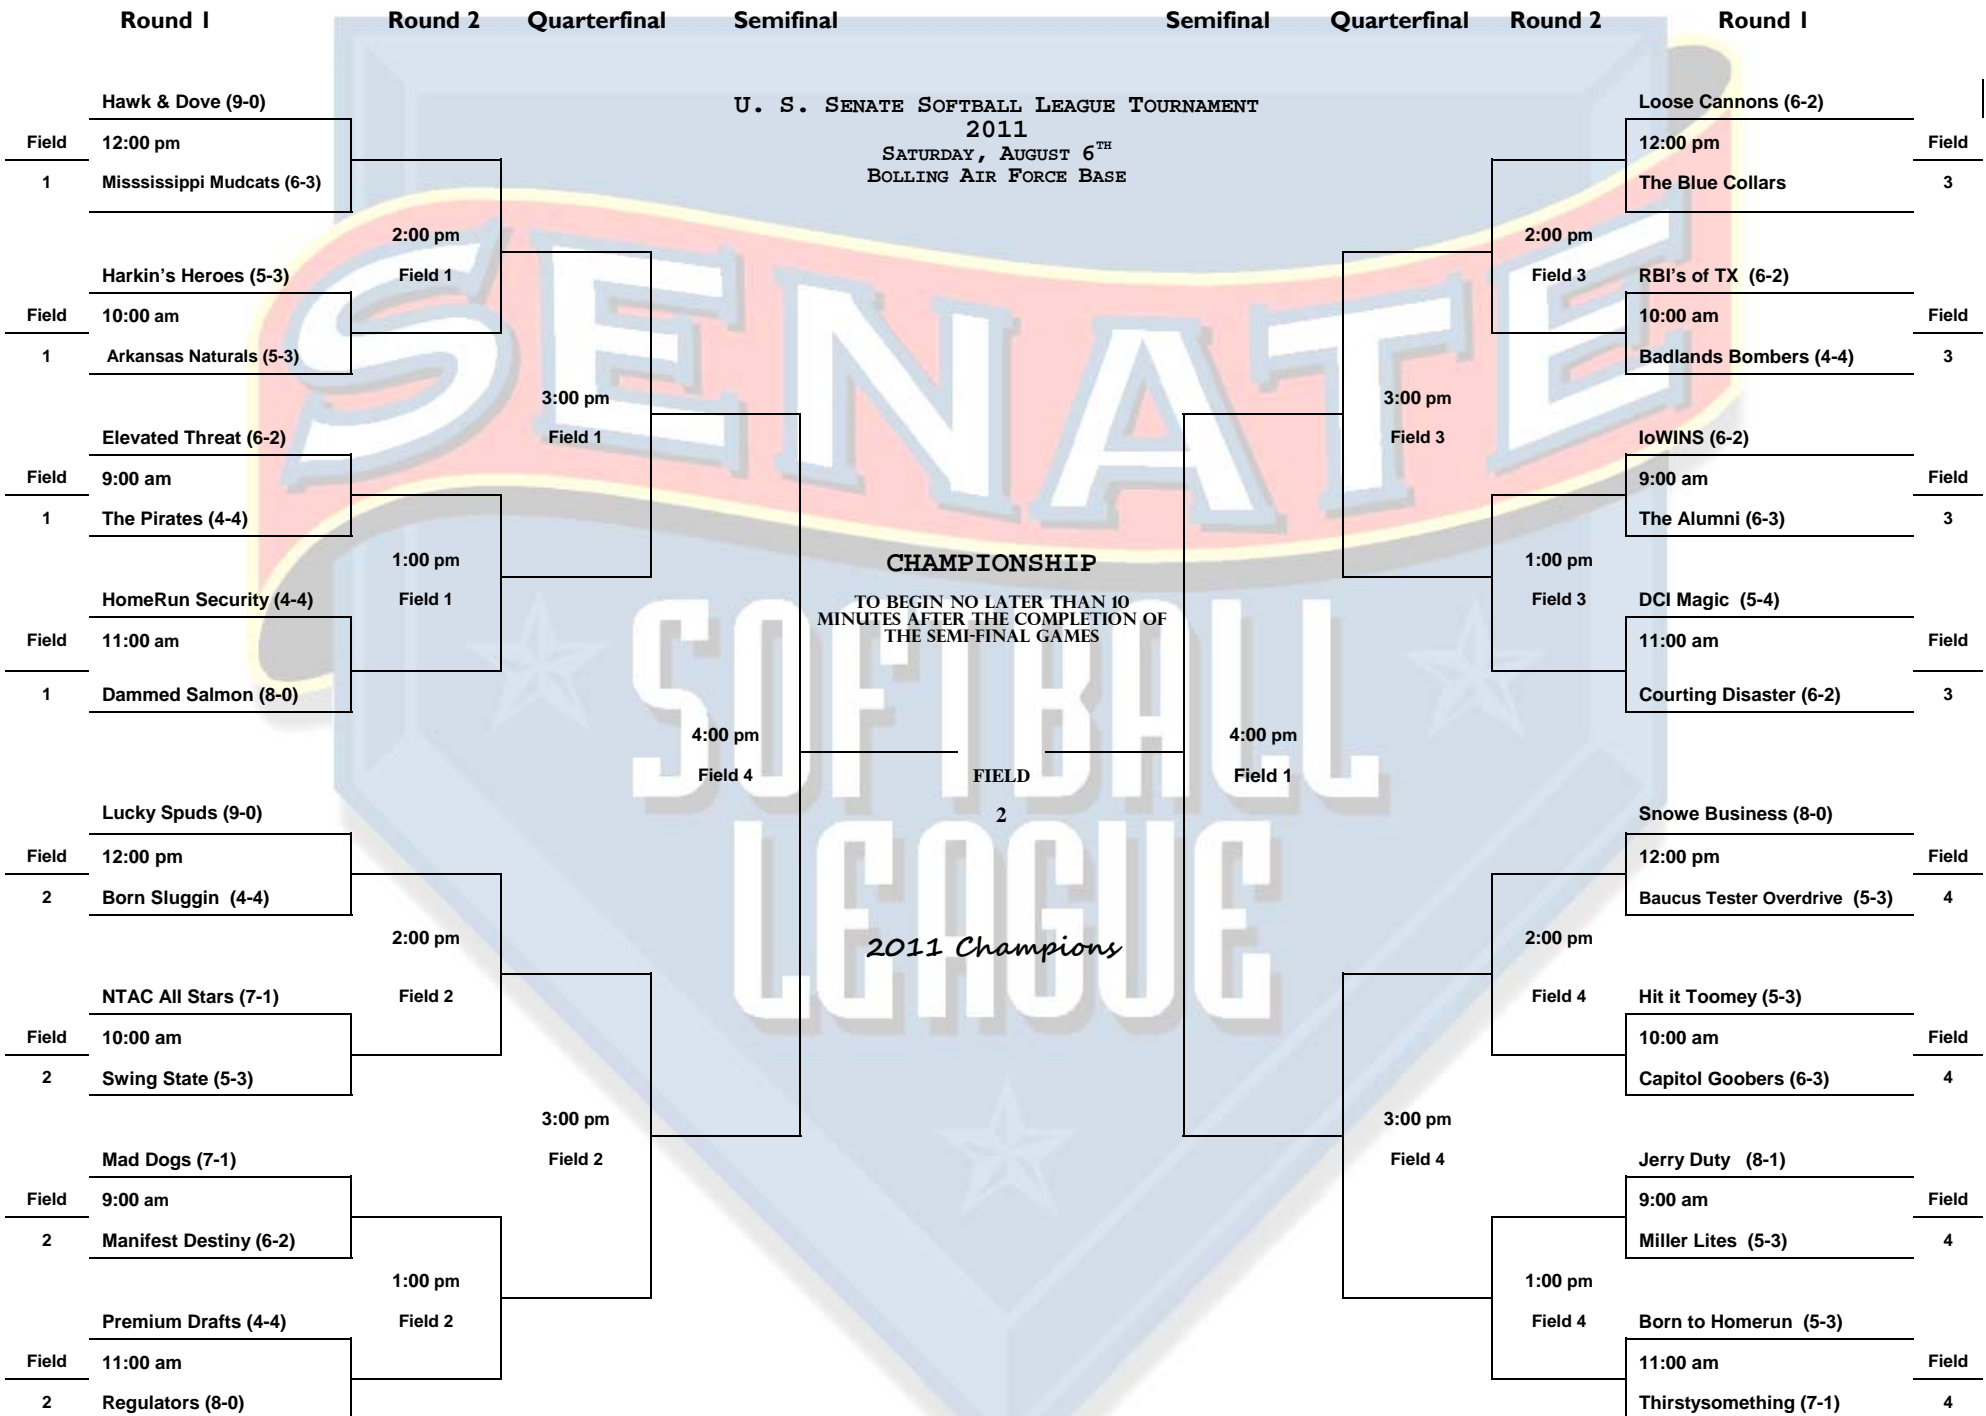 Round 1 Round 2 Quarterfinal Semifinal Semifinal Quarterfinal Round 2 Round 1
U. S. SENATE SOFTBALL LEAGUE TOURNAMENT
2011
SATURDAY, AUGUST 6TH
BOLLING AIR FORCE BASE
Hawk & Dove (9-0)
Field 12:00 pm
1 Misssissippi Mudcats (6-3)
2:00 pm
Field 1
Harkin's Heroes (5-3)
Field 10:00 am
1 Arkansas Naturals (5-3)
3:00 pm
Field 1
Elevated Threat (6-2)
Field 9:00 am
1 The Pirates (4-4)
1:00 pm
Field 1
HomeRun Security (4-4)
Field 11:00 am
1 Dammed Salmon (8-0)
4:00 pm
Field 4
Lucky Spuds (9-0)
Field 12:00 pm
2 Born Sluggin (4-4)
2:00 pm
Field 2
NTAC All Stars (7-1)
Field 10:00 am
2 Swing State (5-3)
3:00 pm
Field 2
Mad Dogs (7-1)
Field 9:00 am
2 Manifest Destiny (6-2)
1:00 pm
Field 2
Premium Drafts (4-4)
Field 11:00 am
2 Regulators (8-0)
SENATE
SOFTBALL
LEAGUE
CHAMPIONSHIP
TO BEGIN NO LATER THAN 10
MINUTES AFTER THE COMPLETION OF
THE SEMI-FINAL GAMES
FIELD
2
2011 Champions
Loose Cannons (6-2)
12:00 pm Field
The Blue Collars 3
2:00 pm
Field 3
RBI's of TX (6-2)
10:00 am Field
Badlands Bombers (4-4) 3
3:00 pm
Field 3
IoWINS (6-2)
9:00 am Field
The Alumni (6-3) 3
1:00 pm
Field 3
DCI Magic (5-4)
11:00 am Field
Courting Disaster (6-2) 3
4:00 pm
Field 1
Snowe Business (8-0)
12:00 pm Field
Baucus Tester Overdrive (5-3) 4
2:00 pm
Field 4
Hit it Toomey (5-3)
10:00 am Field
Capitol Goobers (6-3) 4
3:00 pm
Field 4
Jerry Duty (8-1)
9:00 am Field
Miller Lites (5-3) 4
1:00 pm
Field 4
Born to Homerun (5-3)
11:00 am Field
Thirstysomething (7-1) 4